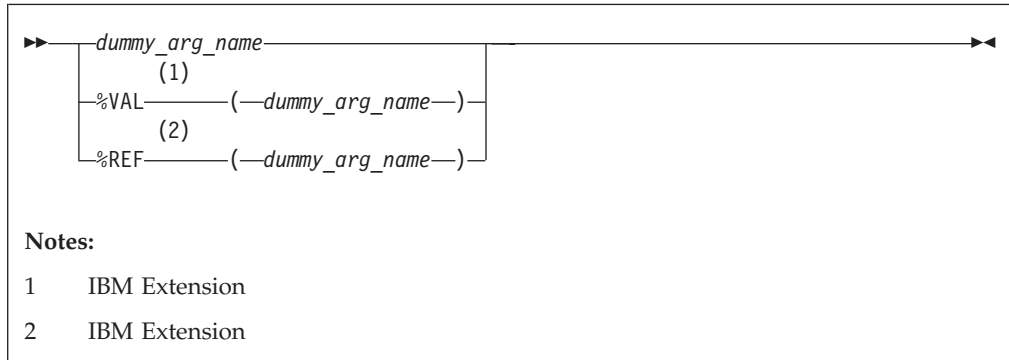 dummy_arg_name
(1)
%VAL ( dummy_arg_name )
(2)
%REF ( dummy_arg_name )
Notes:
1 IBM Extension
2 IBM Extension